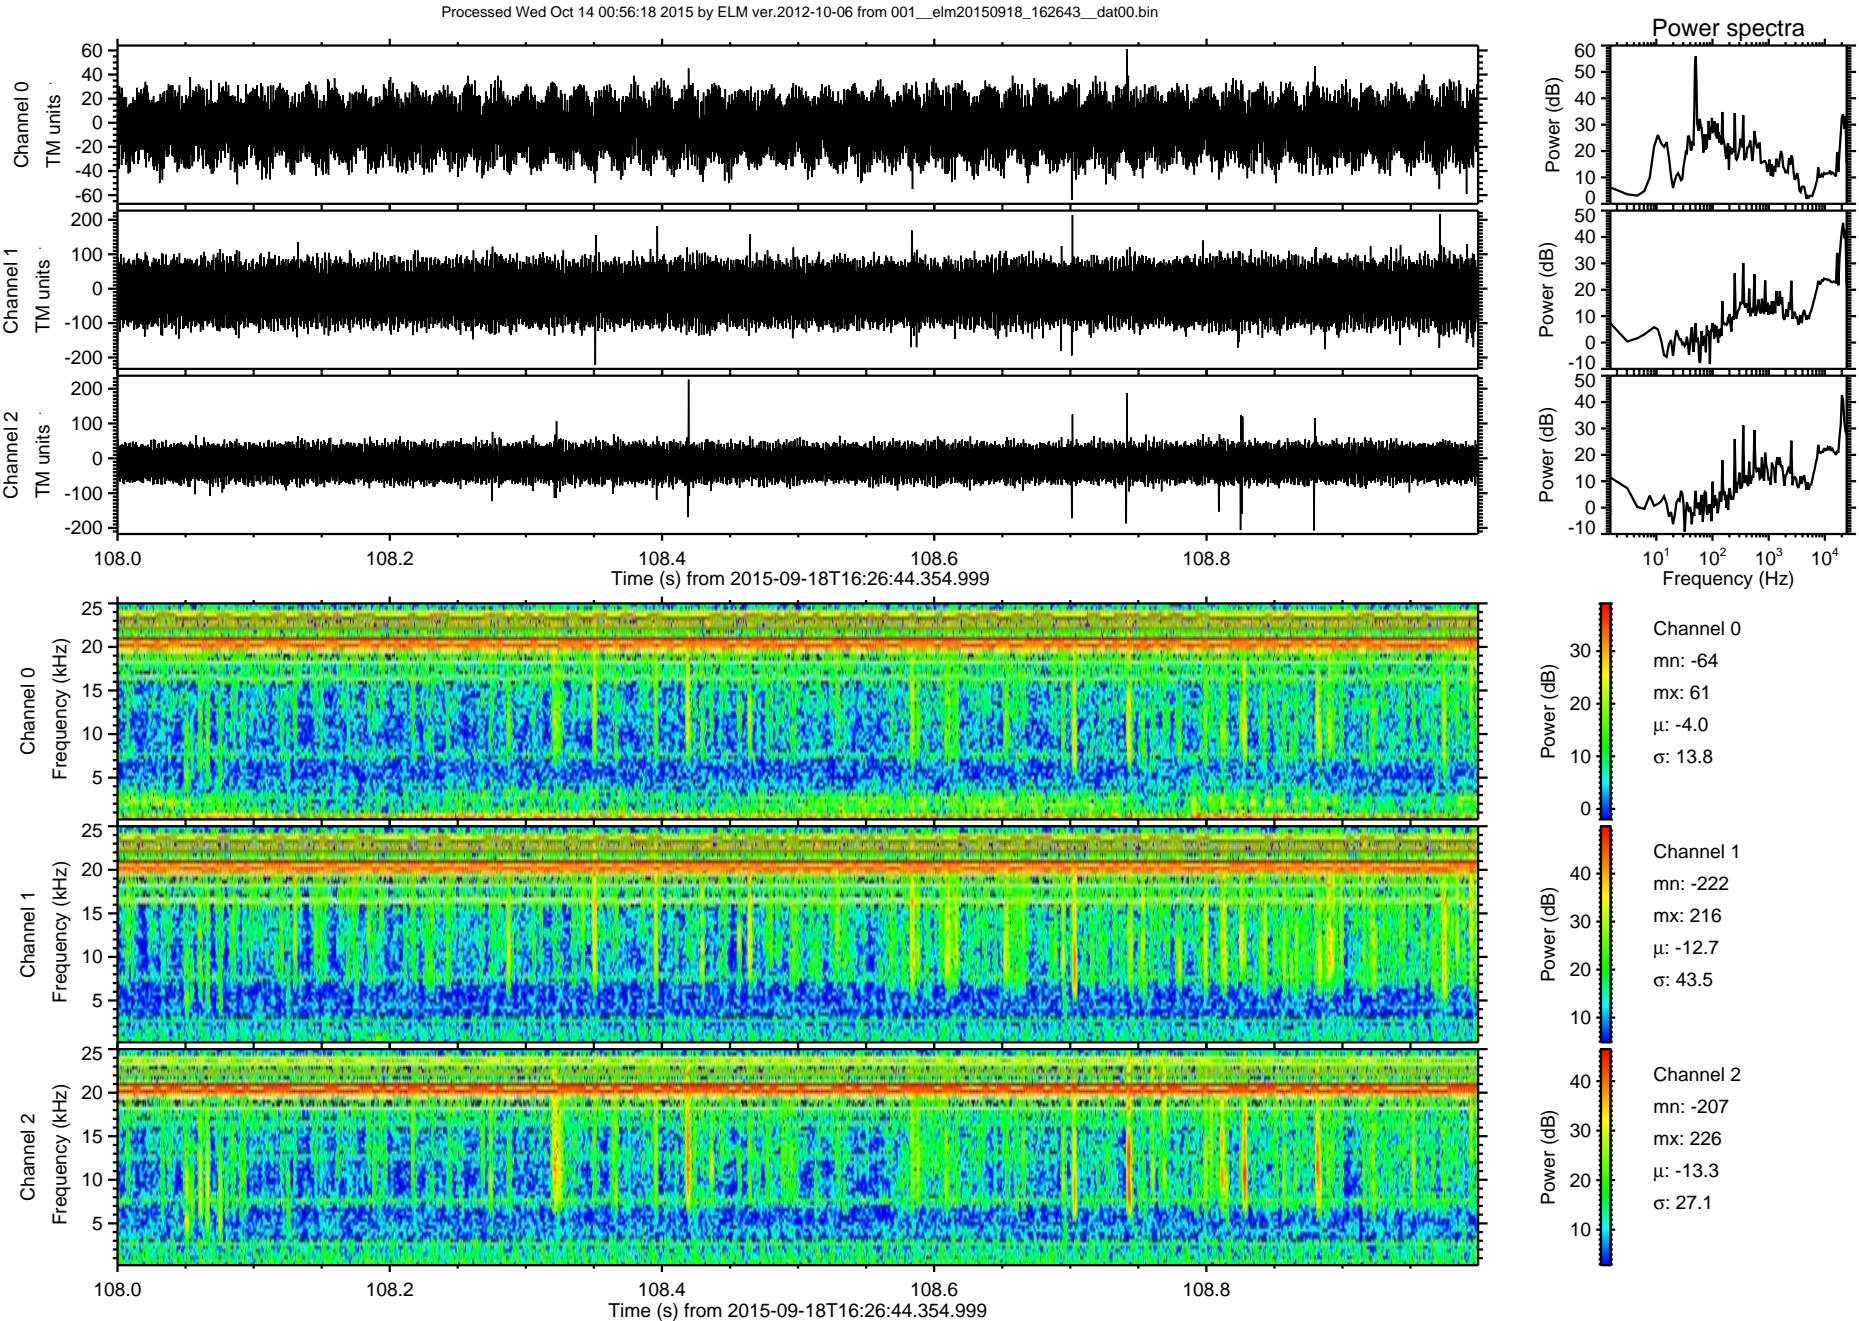 Processed Wed Oct 14 00:56:18 2015 by ELM ver.2012-10-06 from 001__elm20150918_162643__dat00.bin
Power spectra
Channel 0
TM units
60
40
20
0
-20
-40
-60
Power (dB)
60
50
40
30
20
10
0
Channel 1
TM units
200
100
0
-100
-200
Power (dB)
50
40
30
20
10
0
-10
Channel 2
TM units
200
100
0
-100
-200
Power (dB)
50
40
30
20
10
0
-10
108.0 108.2 108.4 108.6 108.8
Time (s) from 2015-09-18T16:26:44.354.999
10¹ 10² 10³ 10⁴
Frequency (Hz)
Channel 0
Frequency (kHz)
25
20
15
10
5
Power (dB)
30
20
10
0
Channel 0
mn: -64
mx: 61
μ: -4.0
σ: 13.8
Channel 1
Frequency (kHz)
25
20
15
10
5
Power (dB)
40
30
20
10
Channel 1
mn: -222
mx: 216
μ: -12.7
σ: 43.5
Channel 2
Frequency (kHz)
25
20
15
10
5
Power (dB)
40
30
20
10
Channel 2
mn: -207
mx: 226
μ: -13.3
σ: 27.1
108.0 108.2 108.4 108.6 108.8
Time (s) from 2015-09-18T16:26:44.354.999